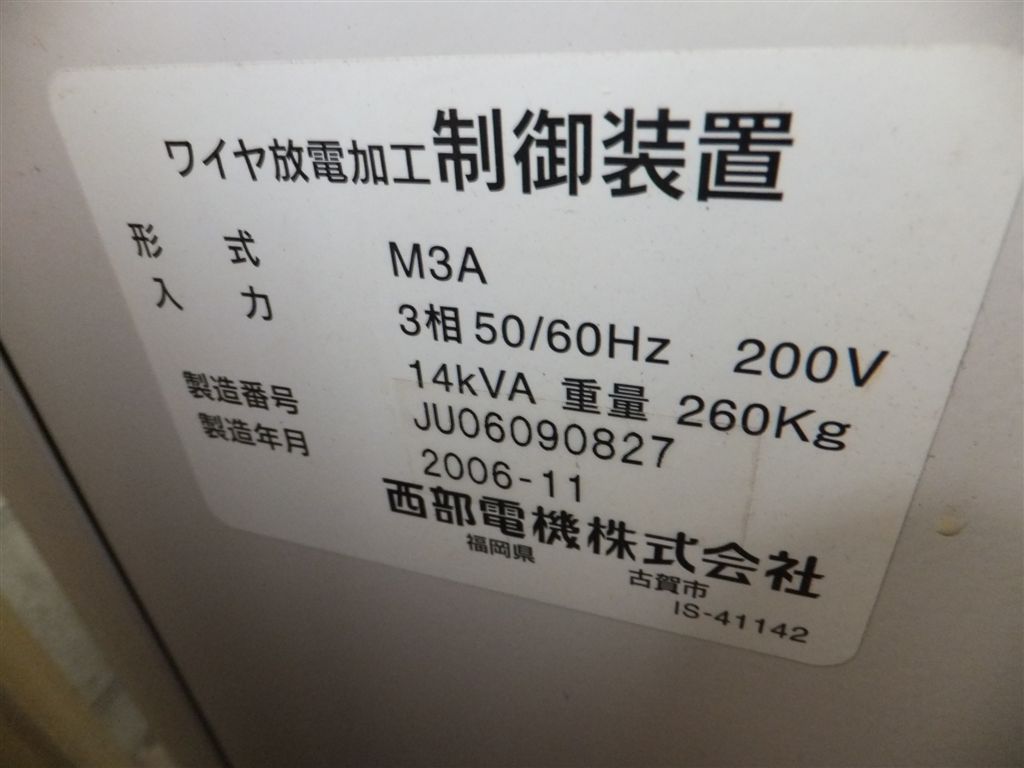 ワイヤ放電加工制御装置
形 式 M3A
入 力 3相 50/60Hz 200V
14kVA 重量 260Kg
製造番号 JU06090827
製造年月 2006-11
西部電機株式会社
福岡県 古賀市
IS-41142